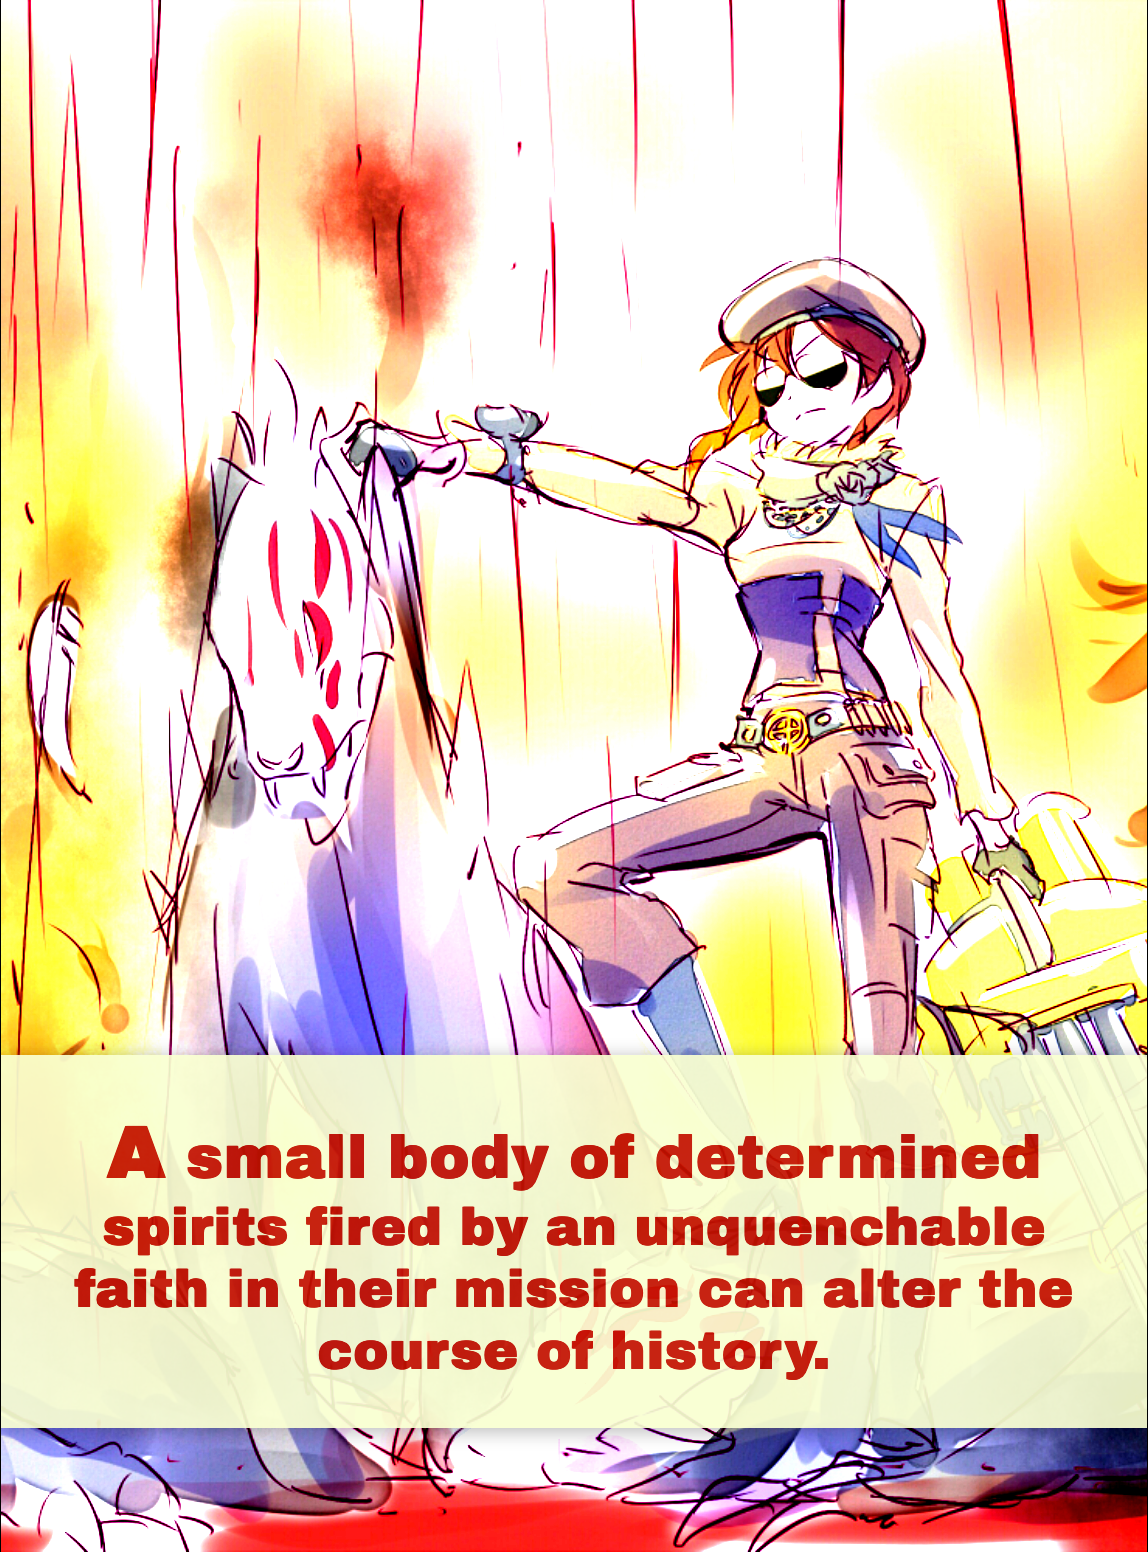 A small body of determined
spirits fired by an unquenchable
faith in their mission can alter the
course of history.